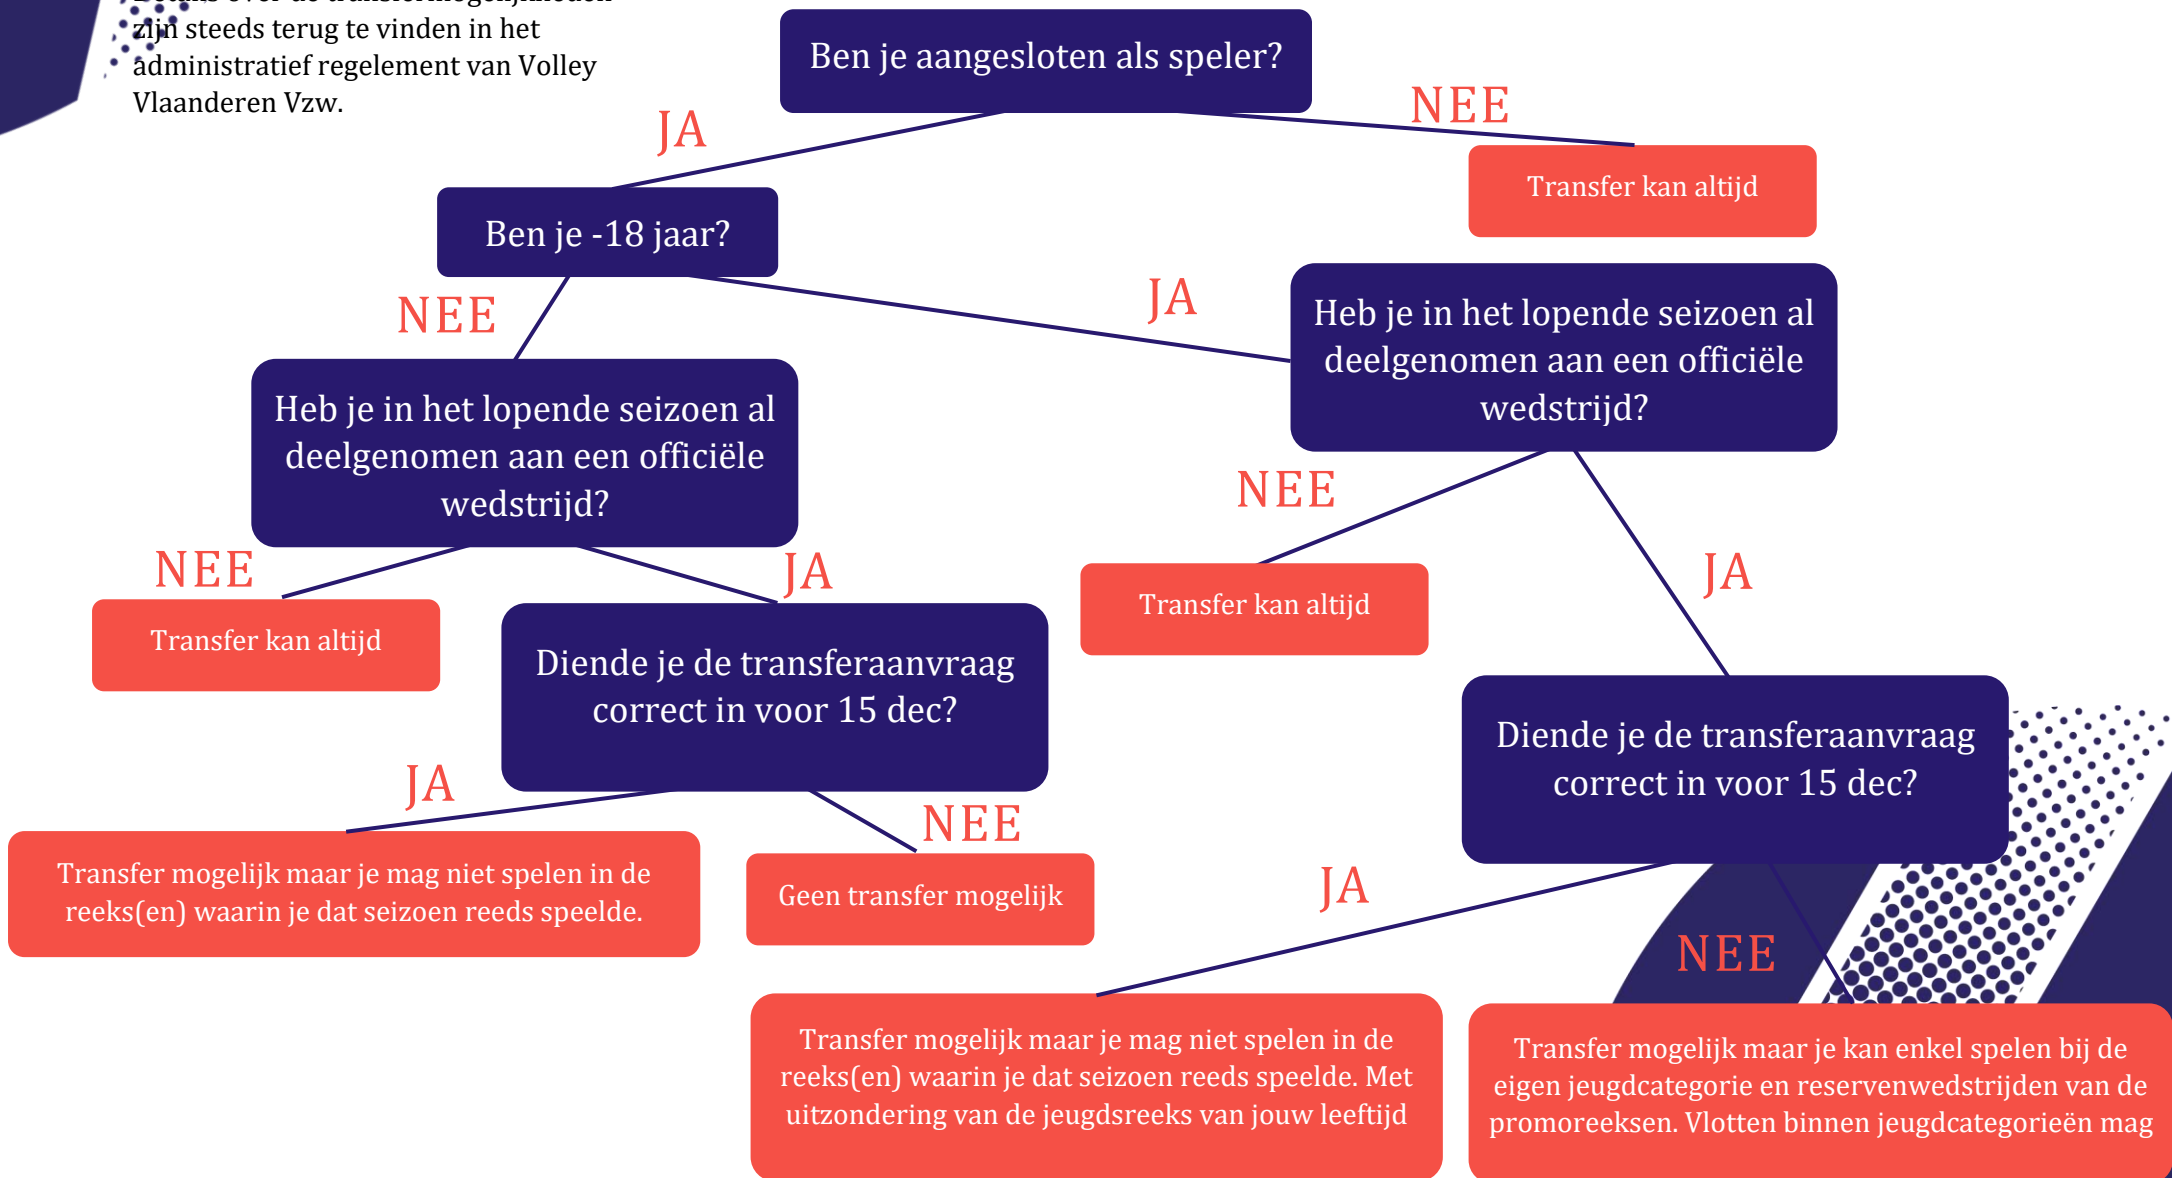 zijn steeds terug te vinden in het
administratief regelement van Volley
Vlaanderen Vzw.
Ben je aangesloten als speler?
JA
NEE
Transfer kan altijd
Ben je -18 jaar?
NEE
JA
Heb je in het lopende seizoen al
deelgenomen aan een officiële
wedstrijd?
Heb je in het lopende seizoen al
deelgenomen aan een officiële
wedstrijd?
NEE
JA
NEE
JA
Transfer kan altijd
Transfer kan altijd
Diende je de transferaanvraag
correct in voor 15 dec?
Diende je de transferaanvraag
correct in voor 15 dec?
JA
NEE
Transfer mogelijk maar je mag niet spelen in de
reeks(en) waarin je dat seizoen reeds speelde.
Geen transfer mogelijk
JA
NEE
Transfer mogelijk maar je mag niet spelen in de
reeks(en) waarin je dat seizoen reeds speelde. Met
uitzondering van de jeugdsreeks van jouw leeftijd
Transfer mogelijk maar je kan enkel spelen bij de
eigen jeugdcategorie en reservenwedstrijden van de
promoreeksen. Vlotten binnen jeugdcategorieën mag